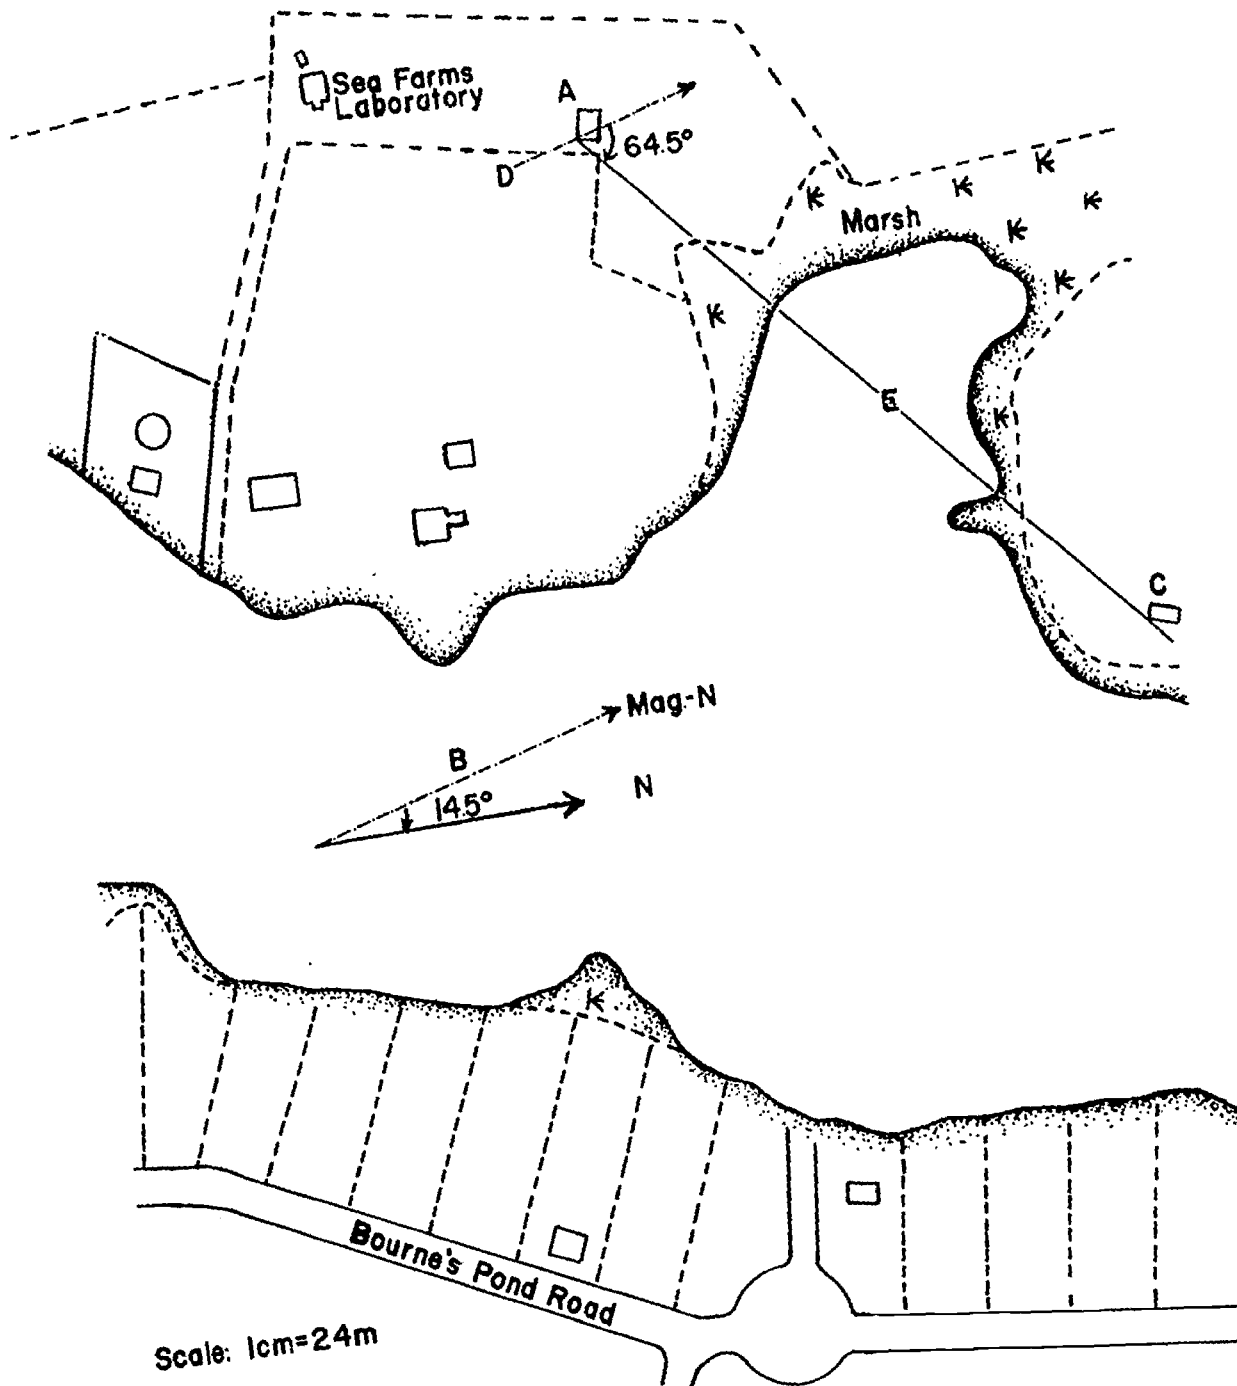 Sea Farms
Laboratory
A
64.5°
D
Marsh
E
C
Mag-N
B
14.5°
N
Bourne's Pond Road
Scale: 1cm=24m